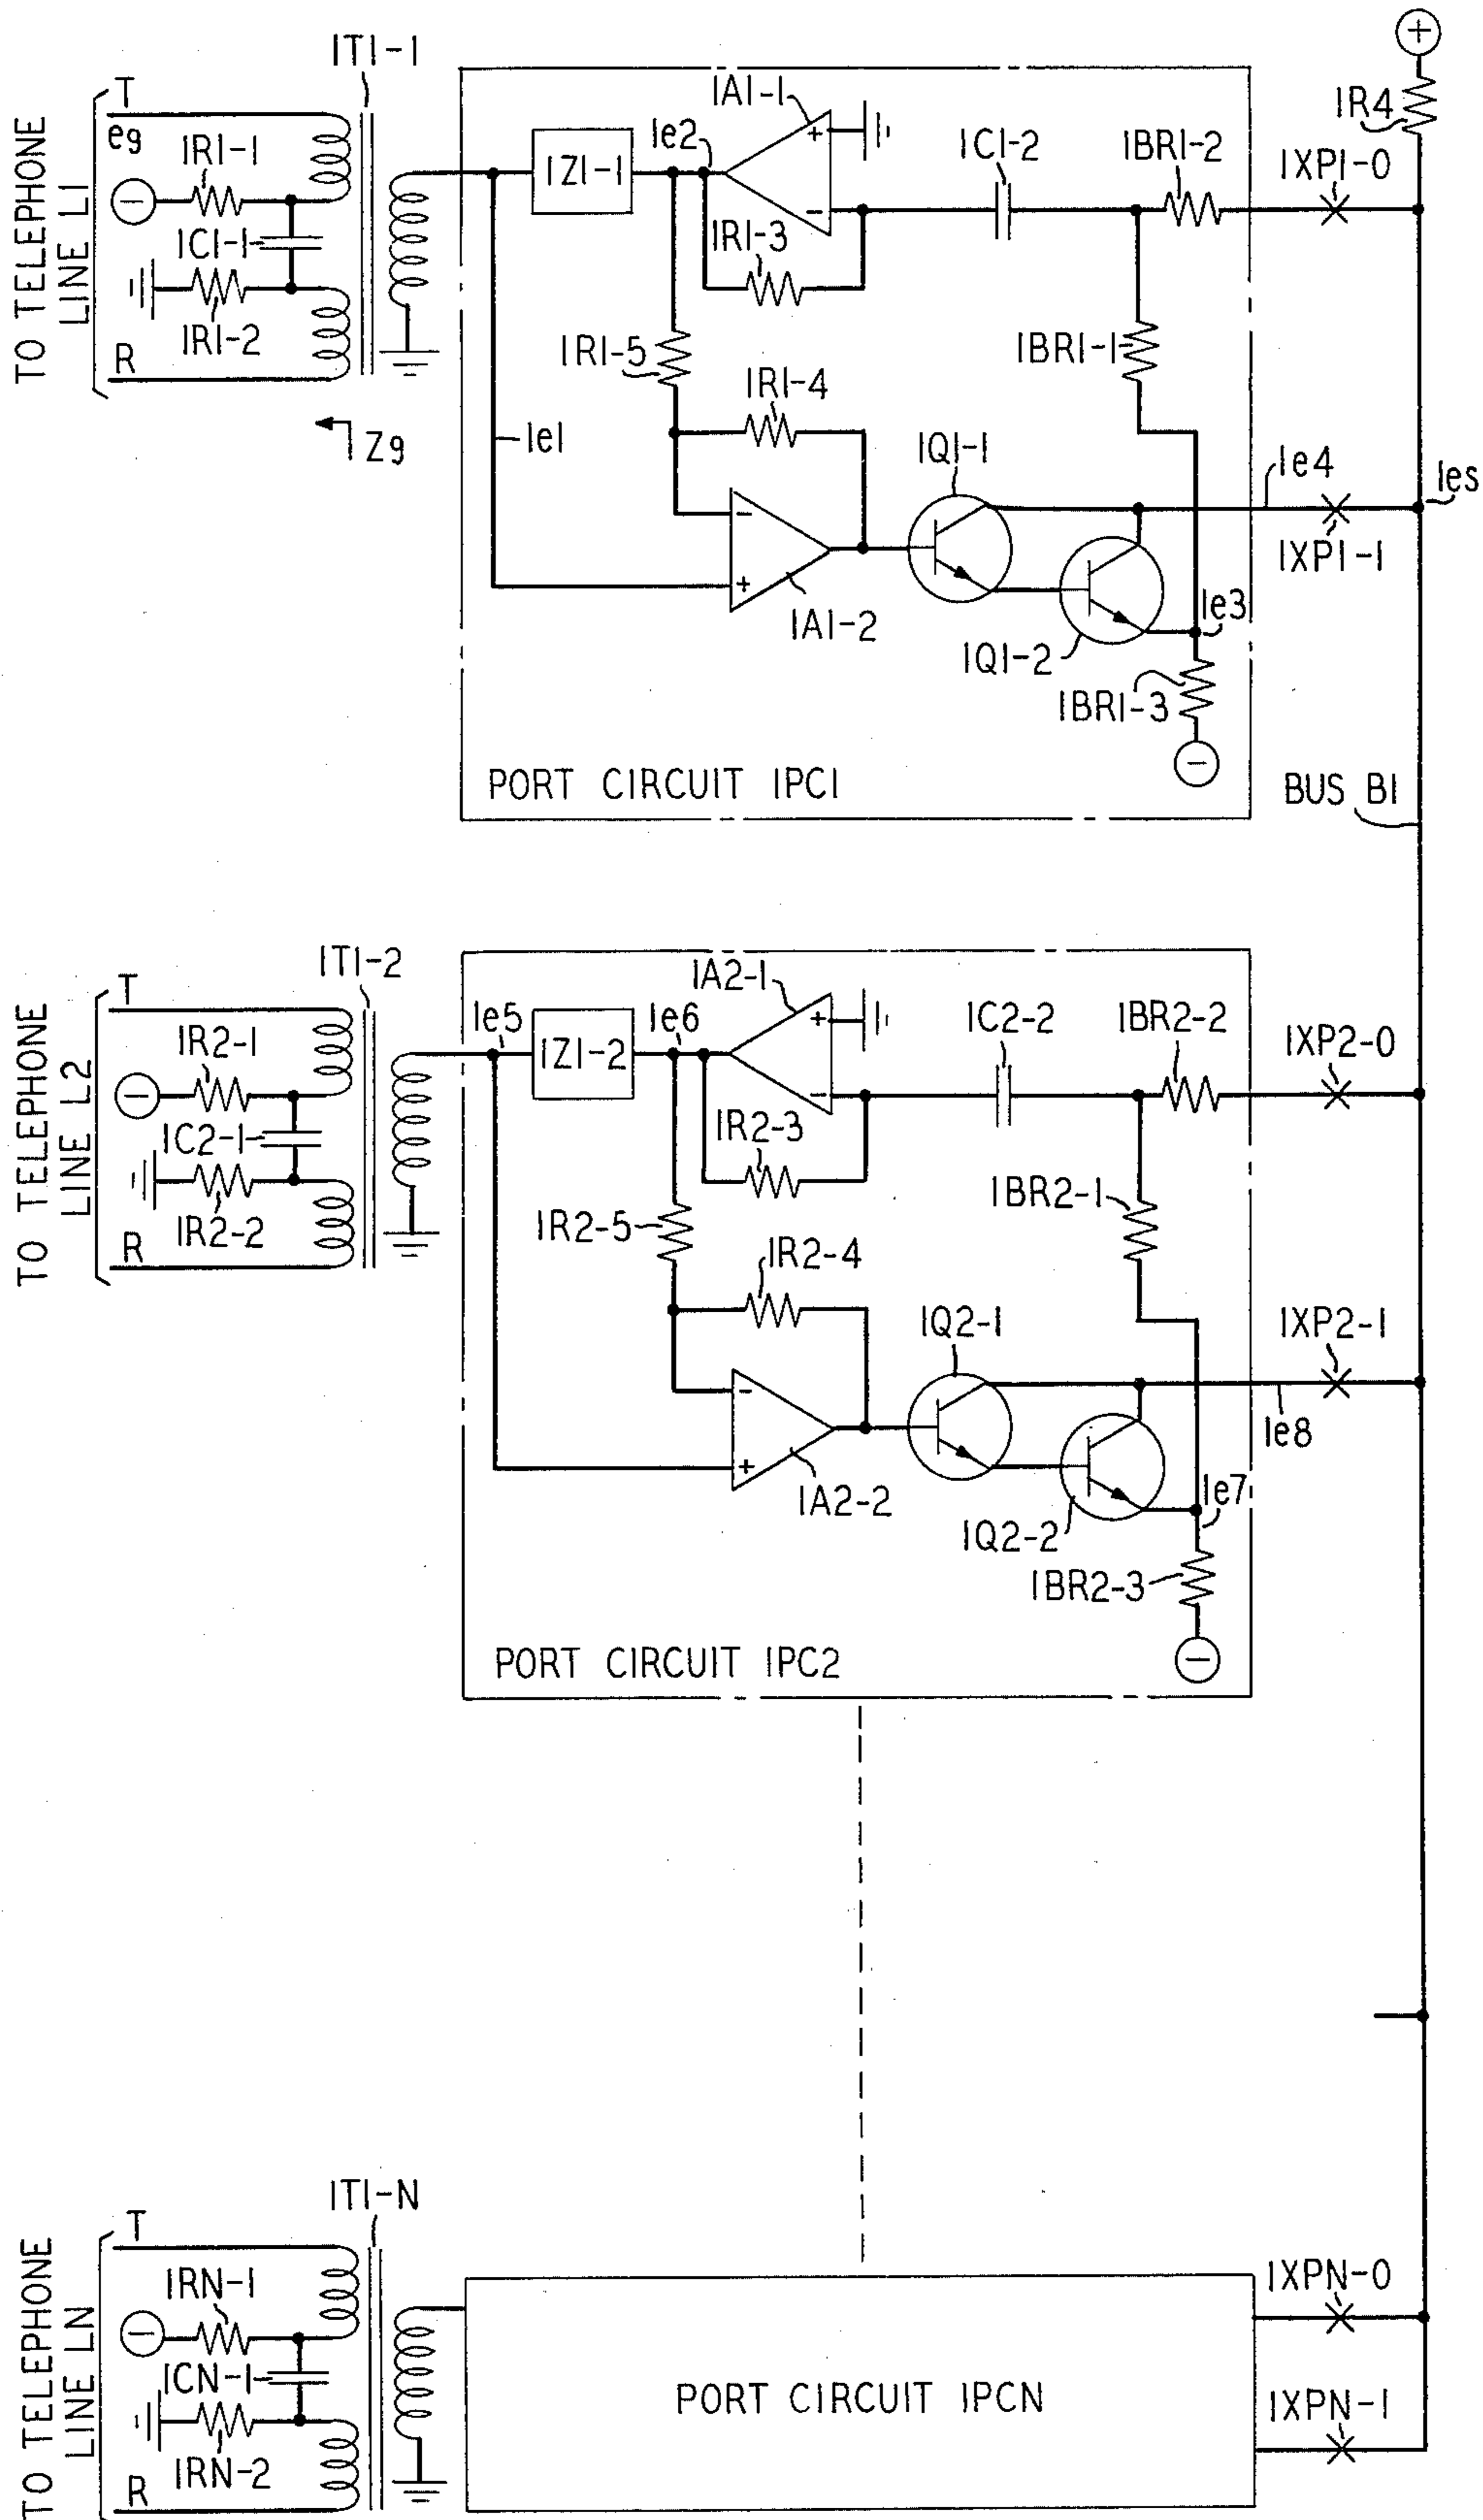 1T1-1
T
eg
1R1-1
1C1-1
1R1-2
R
TO TELEPHONE
LINE L1
Z9
1Z1-1
1e2
1A1-1
+
-
1R1-3
1C1-2
1BR1-2
1XP1-0
+
1R4
1R1-5
1R1-4
1BR1-1
1e1
1Q1-1
1e4
1es
1XP1-1
-
+
1A1-2
1Q1-2
1e3
1BR1-3
-
PORT CIRCUIT 1PC1
BUS B1
1T1-2
T
1R2-1
-
1C2-1
1R2-2
R
TO TELEPHONE
LINE L2
1e5
1Z1-2
1e6
1A2-1
+
-
1R2-3
1C2-2
1BR2-2
1XP2-0
1R2-5
1R2-4
1BR2-1
1Q2-1
1XP2-1
1e8
-
+
1A2-2
1Q2-2
1e7
1BR2-3
-
PORT CIRCUIT 1PC2
1T1-N
T
1RN-1
-
1CN-1
1RN-2
R
TO TELEPHONE
LINE LN
PORT CIRCUIT 1PCN
1XPN-0
1XPN-1